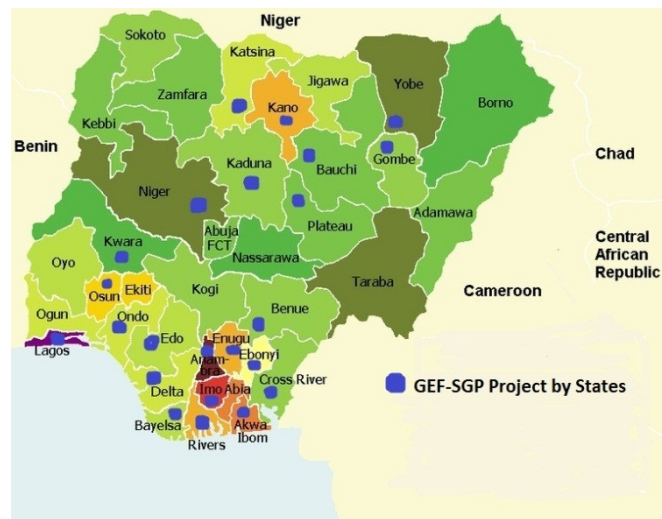 Niger
Sokoto
Katsina
Jigawa
Yobe
Borno
Zamfara
Kano
Kebbi
Benin
Chad
Kaduna
Bauchi
Gombe
Niger
Adamawa
Abuja
FCT
Plateau
Kwara
Nassarawa
Central
African
Republic
Oyo
Taraba
Cameroon
Osun
Ekiti
Kogi
Benue
Ogun
Ondo
Edo
Enugu
Lagos
Anam-
bra
Ebonyi
Delta
Imo
Abia
Cross River
GEF-SGP Project by States
Bayelsa
Akwa
Ibom
Rivers